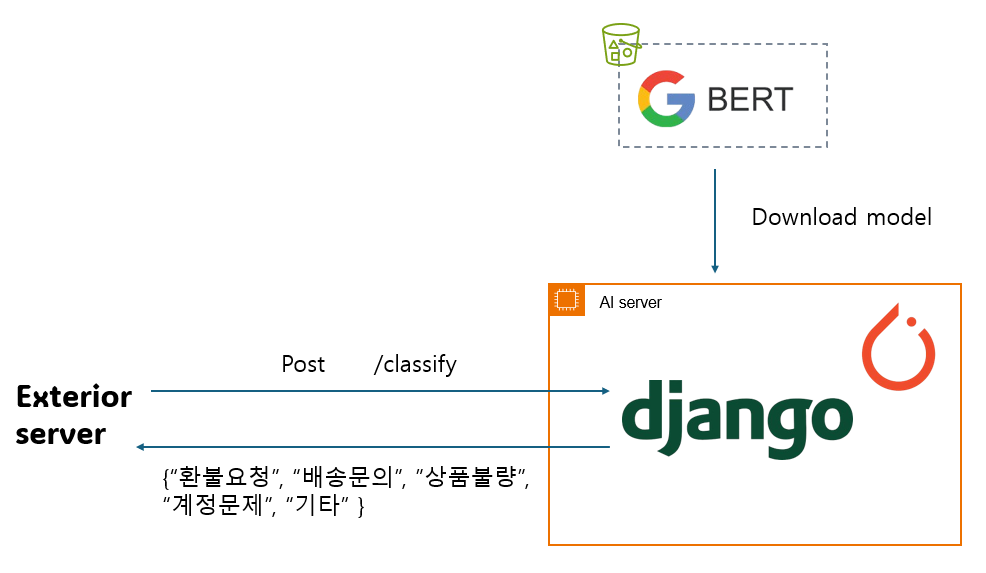 BERT
Download model
AI server
Post /classify
Exterior
server
django
{“환불요청”, “배송문의”, “상품불량”,
“계정문제”, “기타” }